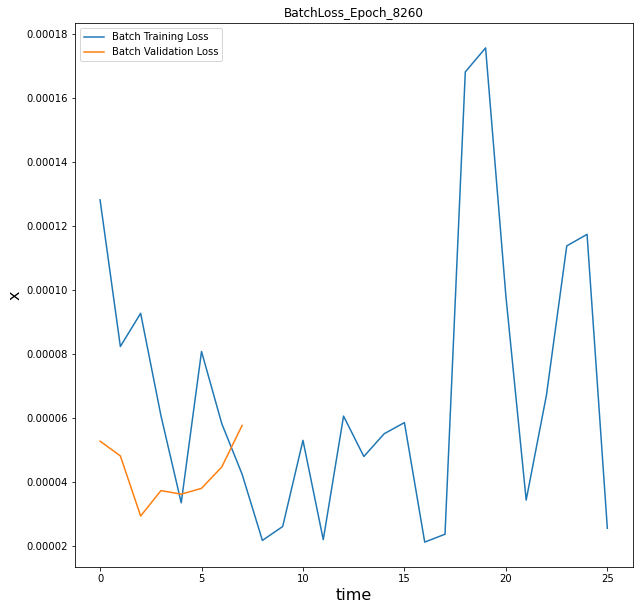 BatchLoss_Epoch_8260
Batch Training Loss
Batch Validation Loss
0.00018
0.00016
0.00014
0.00012
0.00010
0.00008
0.00006
0.00004
0.00002
x
0 5 10 15 20 25
time